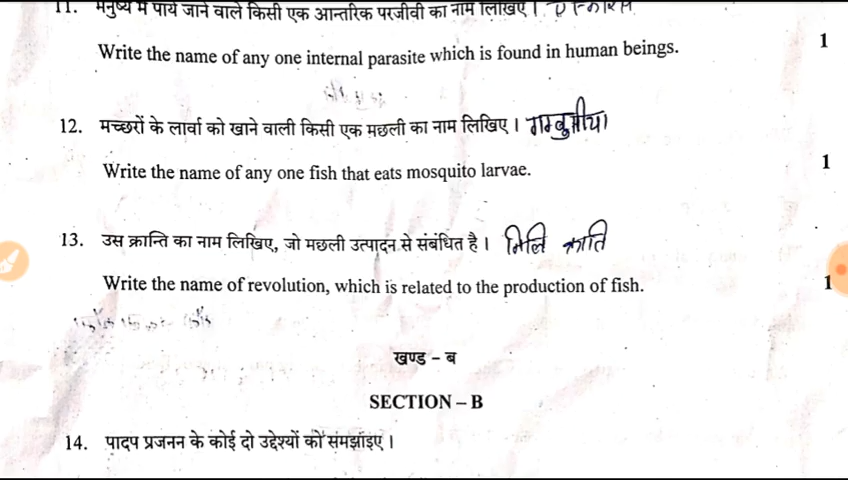 11. मनुष्य में पाये जाने वाले किसी एक आन्तरिक परजीवी का नाम लिखिए।
Write the name of any one internal parasite which is found in human beings. 1
12. मच्छरों के लार्वा को खाने वाली किसी एक मछली का नाम लिखिए। गम्बुसीया
Write the name of any one fish that eats mosquito larvae. 1
13. उस क्रान्ति का नाम लिखिए, जो मछली उत्पादन से संबंधित है। निलि क्राति
Write the name of revolution, which is related to the production of fish. 1
खण्ड – ब
SECTION – B
14. पादप प्रजनन के कोई दो उद्देश्यों को समझाइए।